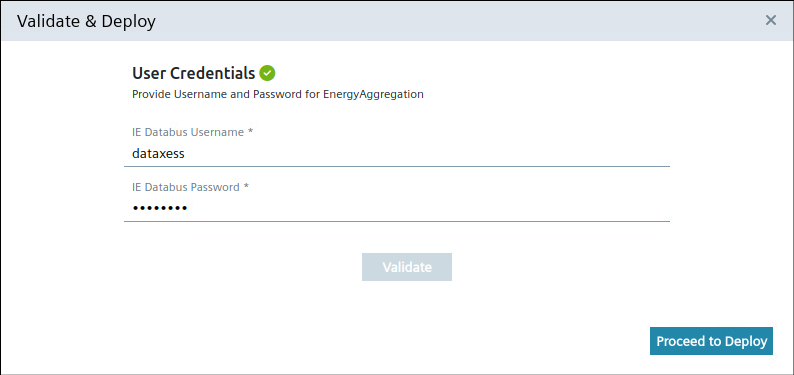 Validate & Deploy
User Credentials
Provide Username and Password for EnergyAggregation
IE Databus Username *
dataxess
IE Databus Password *
••••••••
Validate
Proceed to Deploy